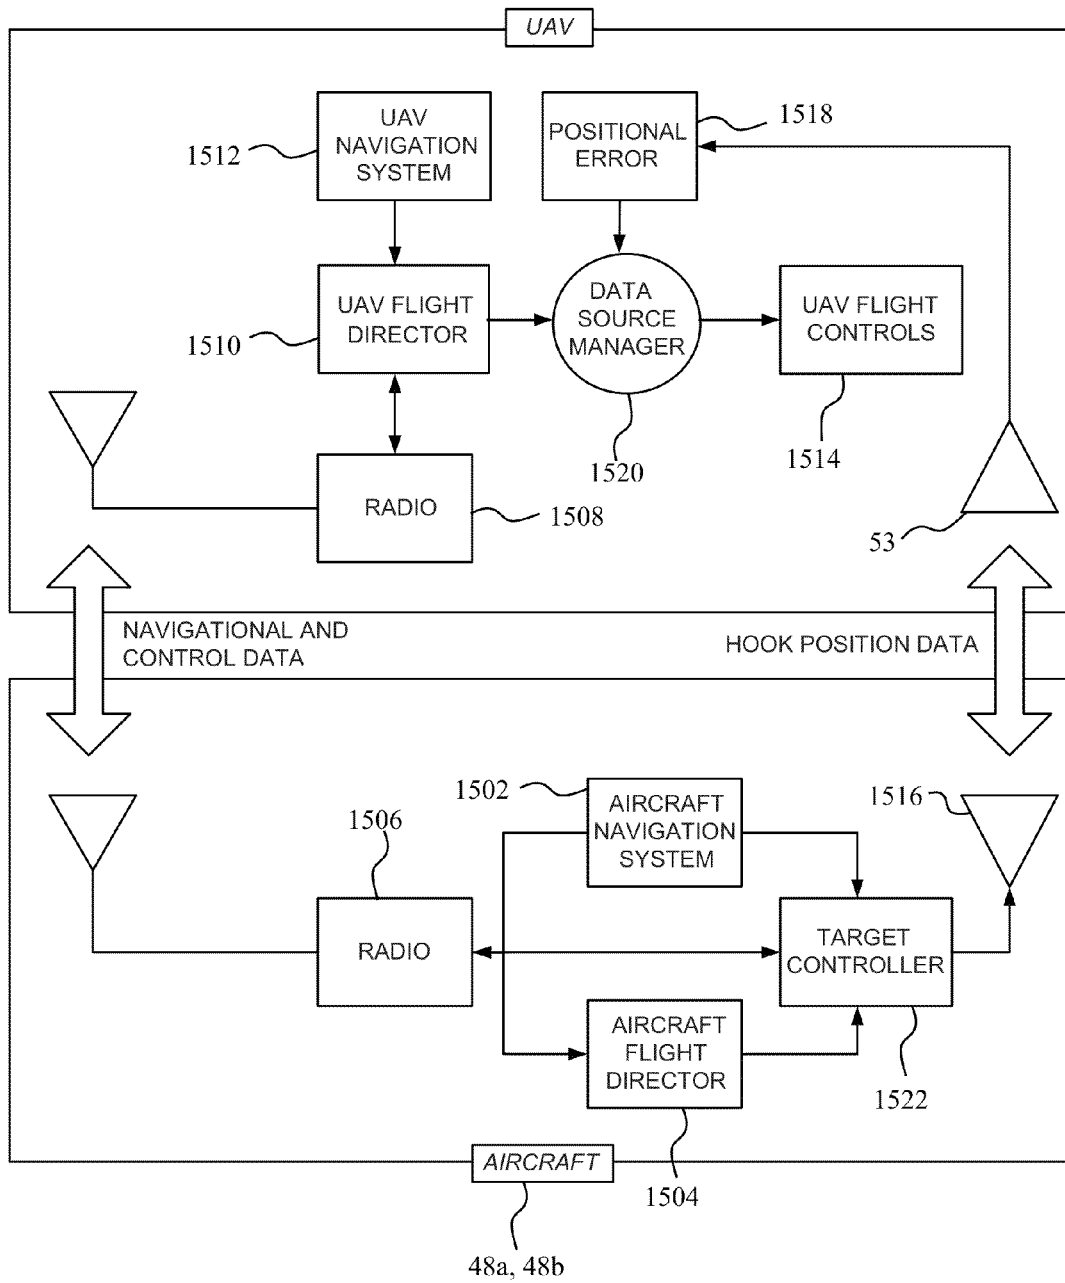 UAV
UAV
NAVIGATION
SYSTEM
1512
POSITIONAL
ERROR
1518
UAV FLIGHT
DIRECTOR
1510
DATA
SOURCE
MANAGER
1520
UAV FLIGHT
CONTROLS
1514
RADIO
1508
53
NAVIGATIONAL AND
CONTROL DATA
HOOK POSITION DATA
1502
AIRCRAFT
NAVIGATION
SYSTEM
1516
1506
RADIO
TARGET
CONTROLLER
1522
AIRCRAFT
FLIGHT
DIRECTOR
1504
AIRCRAFT
48a, 48b